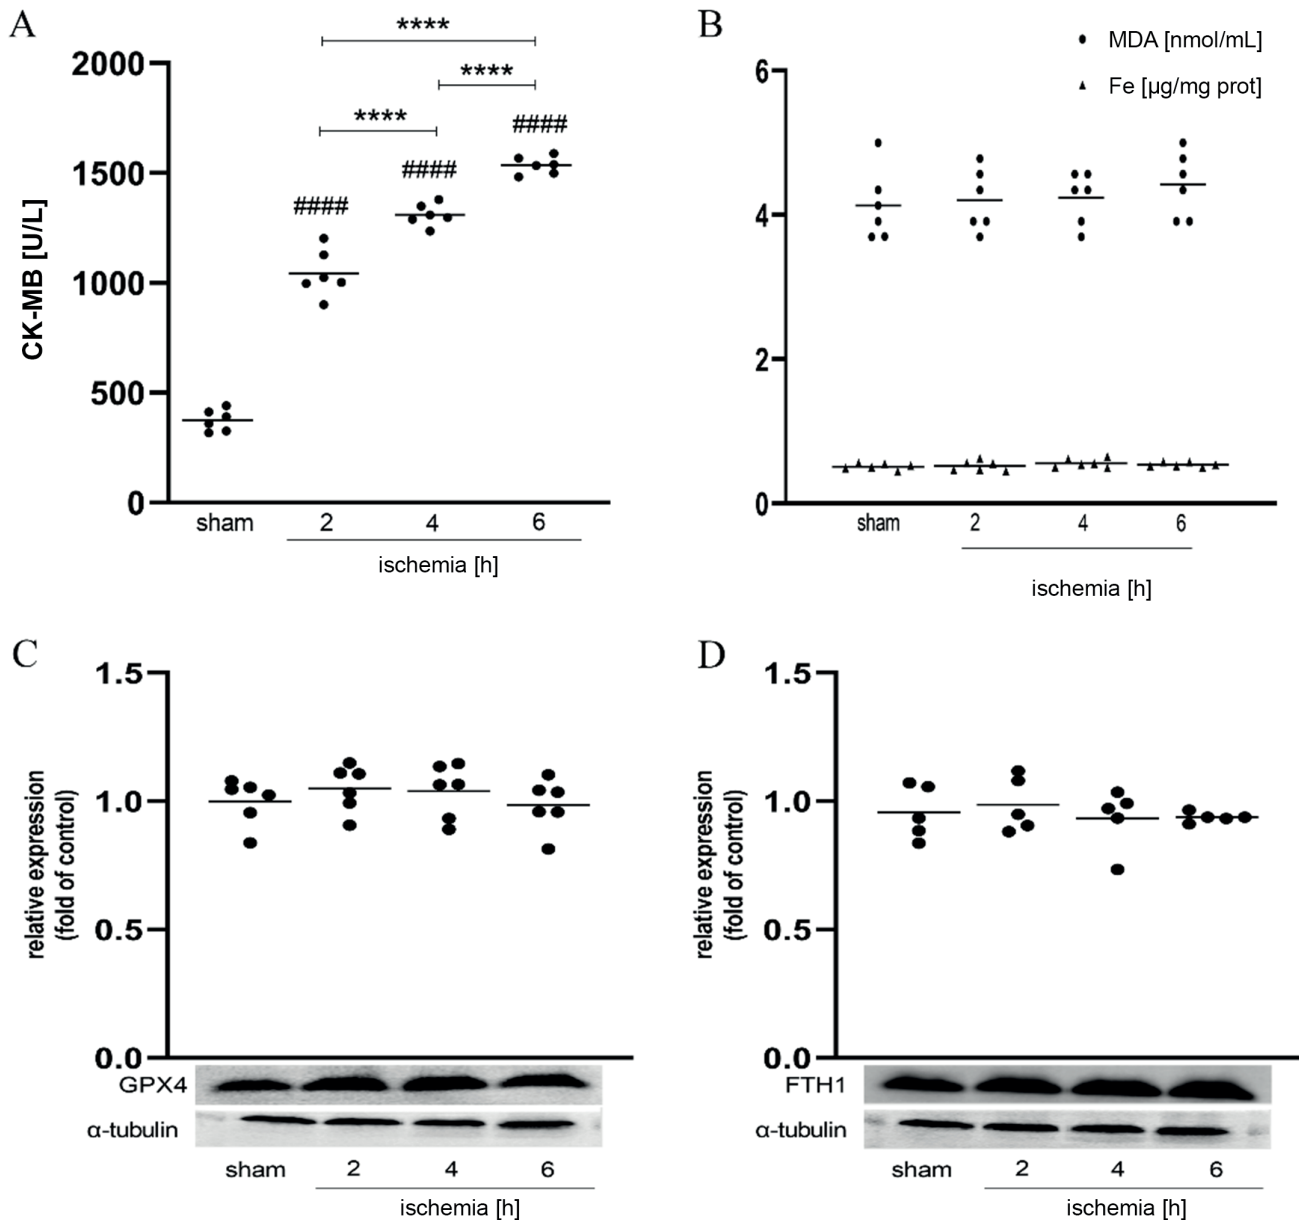 A
CK-MB [U/L]
2000
1500
1000
500
0
****
****
****
####
####
####
sham 2 4 6
ischemia [h]
B
MDA [nmol/mL]
Fe [µg/mg prot]
6
4
2
0
sham 2 4 6
ischemia [h]
C
relative expression
(fold of control)
1.5
1.0
0.5
0.0
GPX4
α-tubulin
sham 2 4 6
ischemia [h]
D
relative expression
(fold of control)
1.5
1.0
0.5
0.0
FTH1
α-tubulin
sham 2 4 6
ischemia [h]